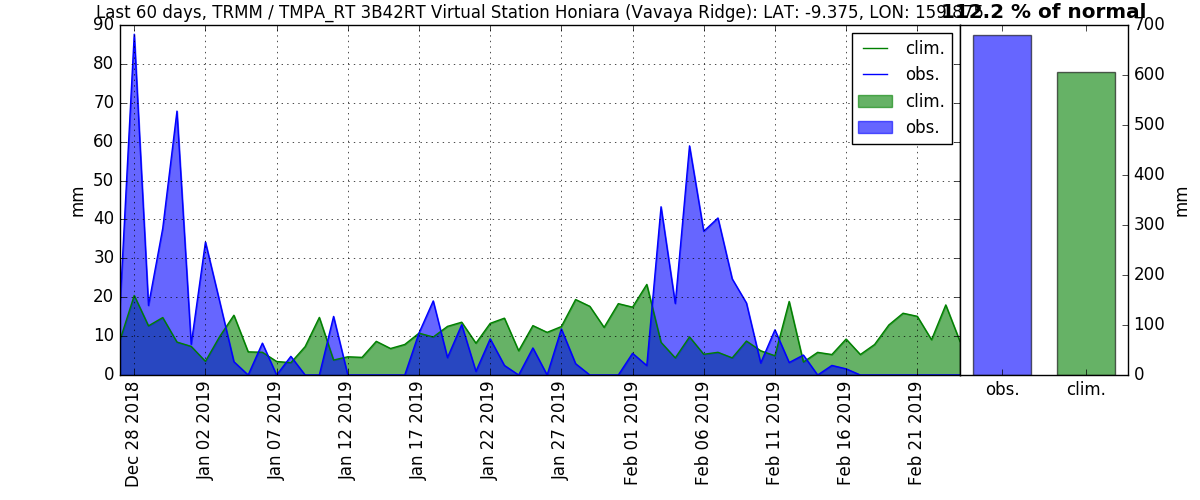 Last 60 days, TRMM / TMPA_RT 3B42RT Virtual Station Honiara (Vavaya Ridge): LAT: -9.375, LON: 159.875
112.2 % of normal
90
80
70
60
50
40
30
20
10
0
mm
clim.
obs.
clim.
obs.
Dec 28 2018
Jan 02 2019
Jan 07 2019
Jan 12 2019
Jan 17 2019
Jan 22 2019
Jan 27 2019
Feb 01 2019
Feb 06 2019
Feb 11 2019
Feb 16 2019
Feb 21 2019
700
600
500
400
300
200
100
0
mm
obs.
clim.